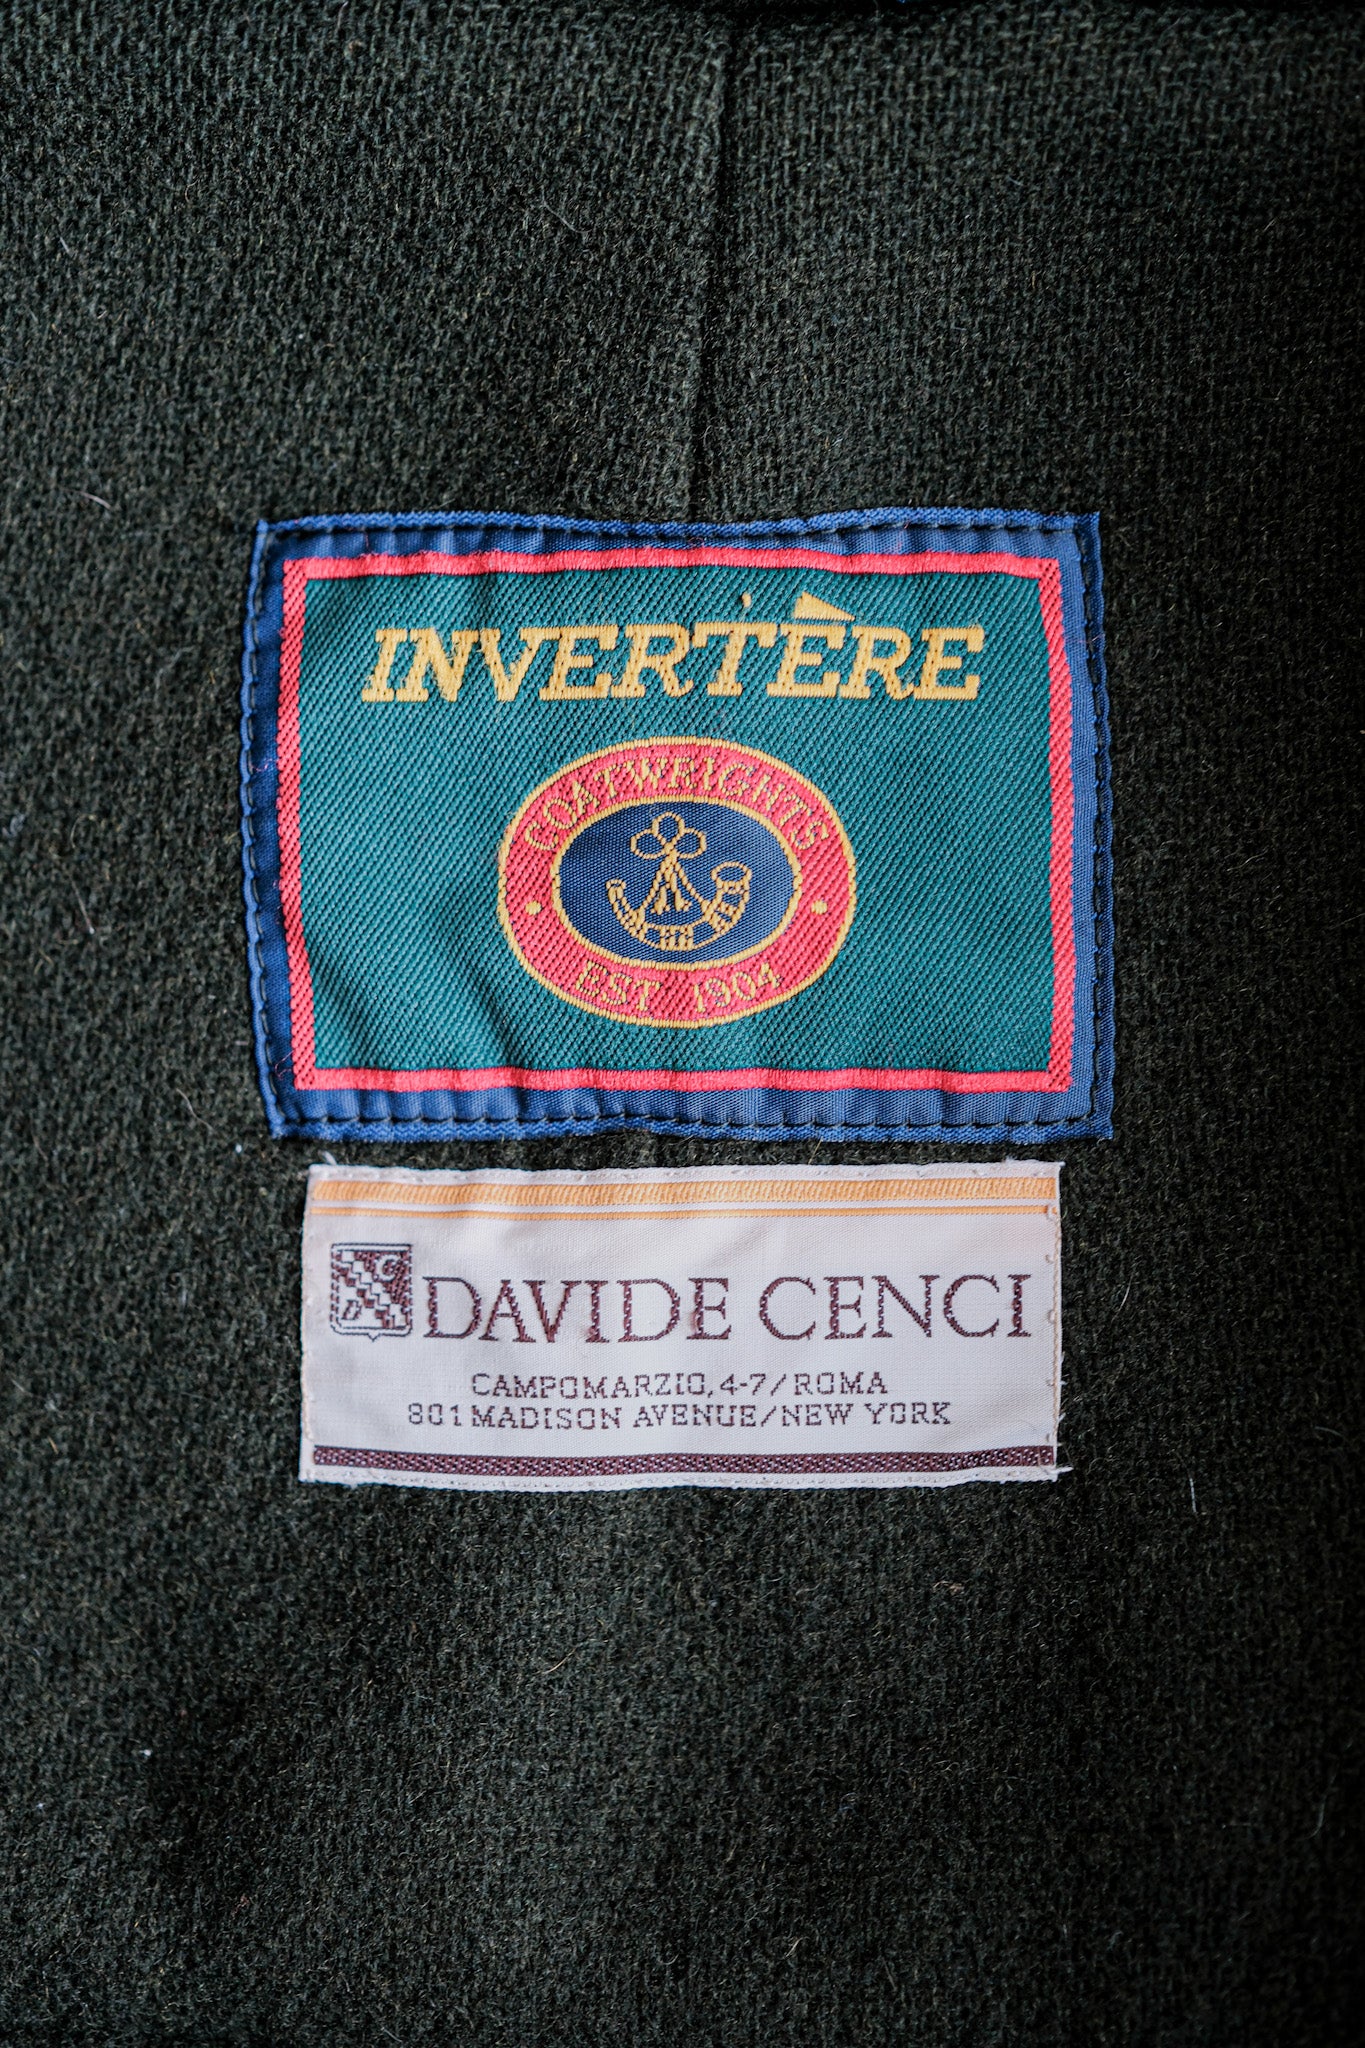 INVERTÈRE
COATWRIGHTS
EST 1904
C
D
DAVIDE CENCI
CAMPOMARZIO, 4-7/ROMA
801 MADISON AVENUE/NEW YORK